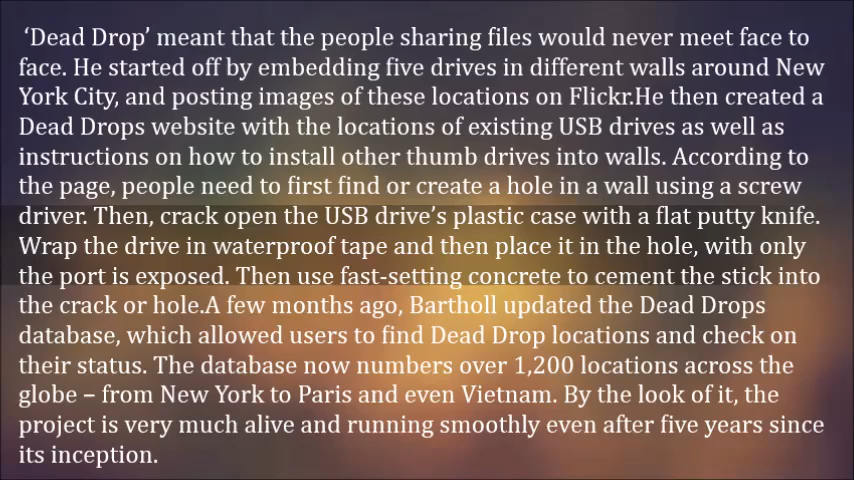 ‘Dead Drop’ meant that the people sharing files would never meet face to
face. He started off by embedding five drives in different walls around New
York City, and posting images of these locations on Flickr.He then created a
Dead Drops website with the locations of existing USB drives as well as
instructions on how to install other thumb drives into walls. According to
the page, people need to first find or create a hole in a wall using a screw
driver. Then, crack open the USB drive’s plastic case with a flat putty knife.
Wrap the drive in waterproof tape and then place it in the hole, with only
the port is exposed. Then use fast-setting concrete to cement the stick into
the crack or hole.A few months ago, Bartholl updated the Dead Drops
database, which allowed users to find Dead Drop locations and check on
their status. The database now numbers over 1,200 locations across the
globe – from New York to Paris and even Vietnam. By the look of it, the
project is very much alive and running smoothly even after five years since
its inception.